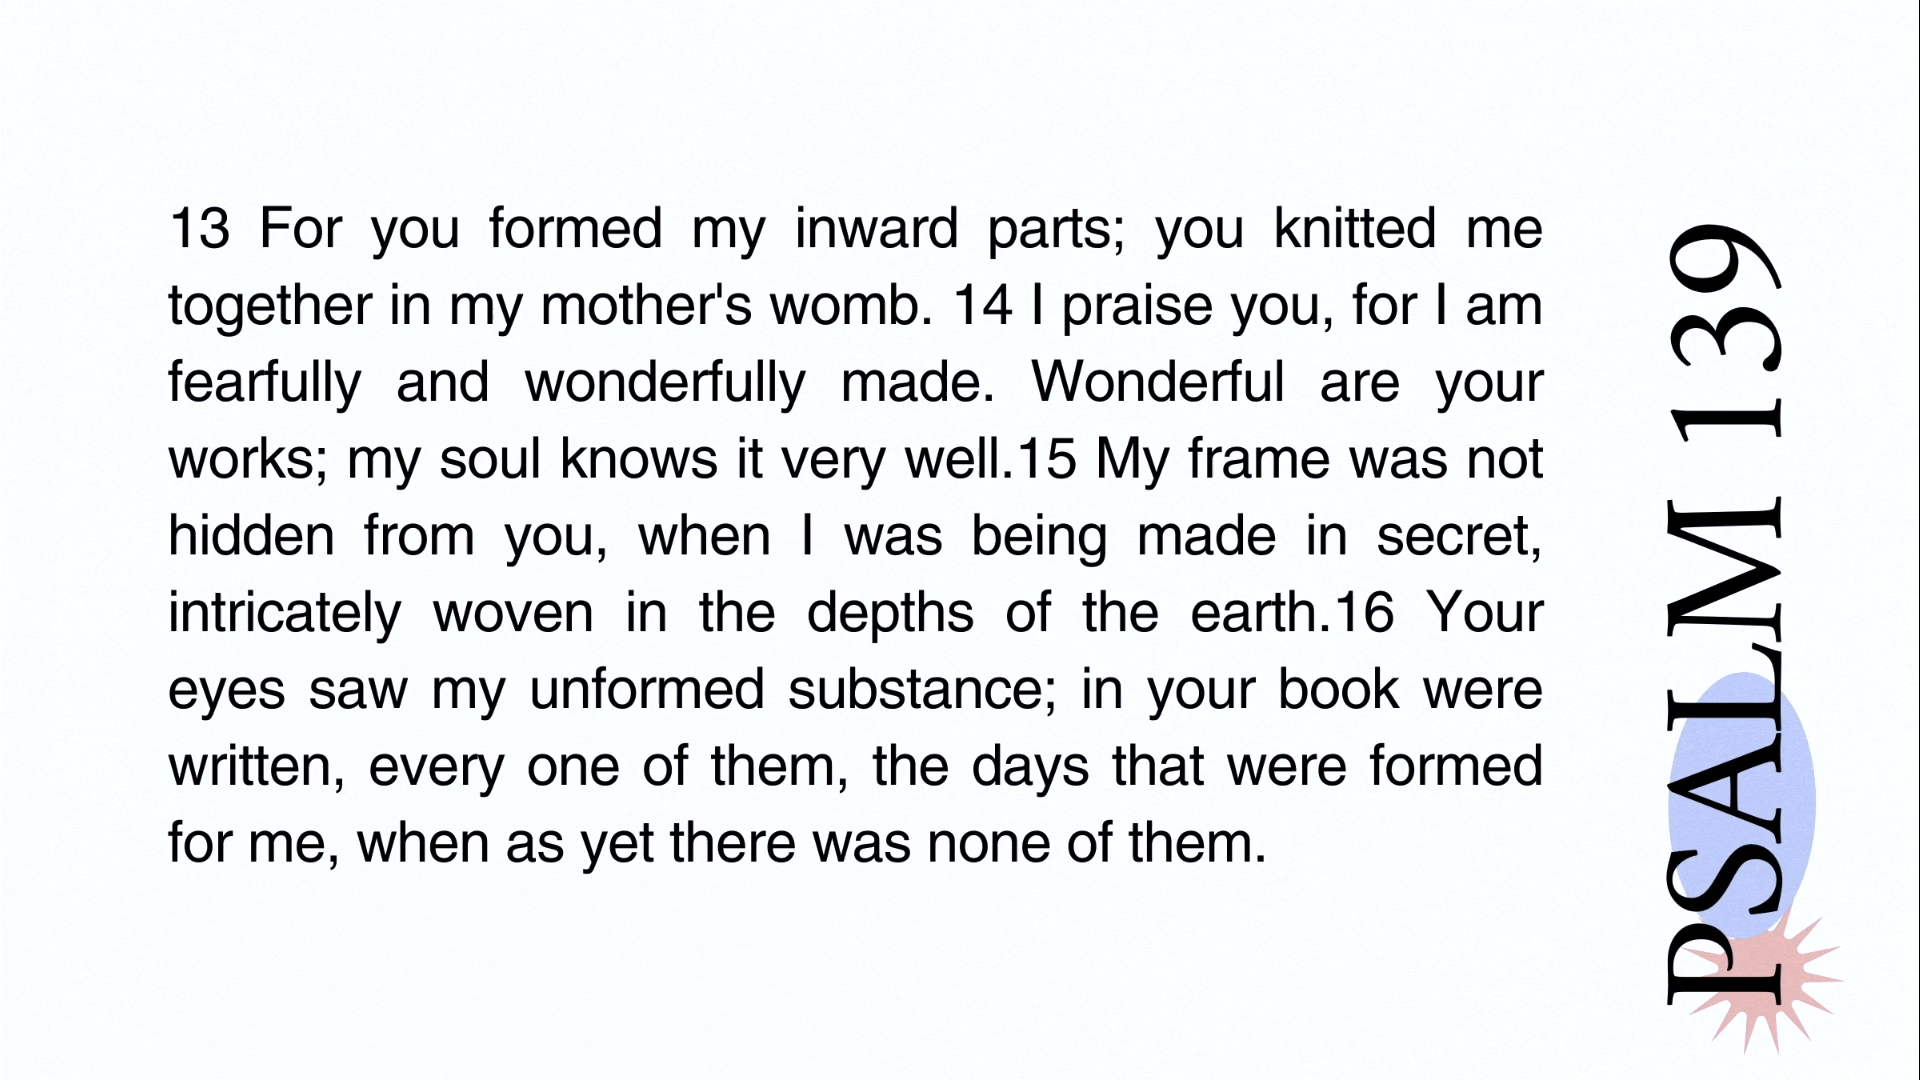 13 For you formed my inward parts; you knitted me
together in my mother's womb. 14 I praise you, for I am
fearfully and wonderfully made. Wonderful are your
works; my soul knows it very well.15 My frame was not
hidden from you, when I was being made in secret,
intricately woven in the depths of the earth.16 Your
eyes saw my unformed substance; in your book were
written, every one of them, the days that were formed
for me, when as yet there was none of them.
PSALM 139